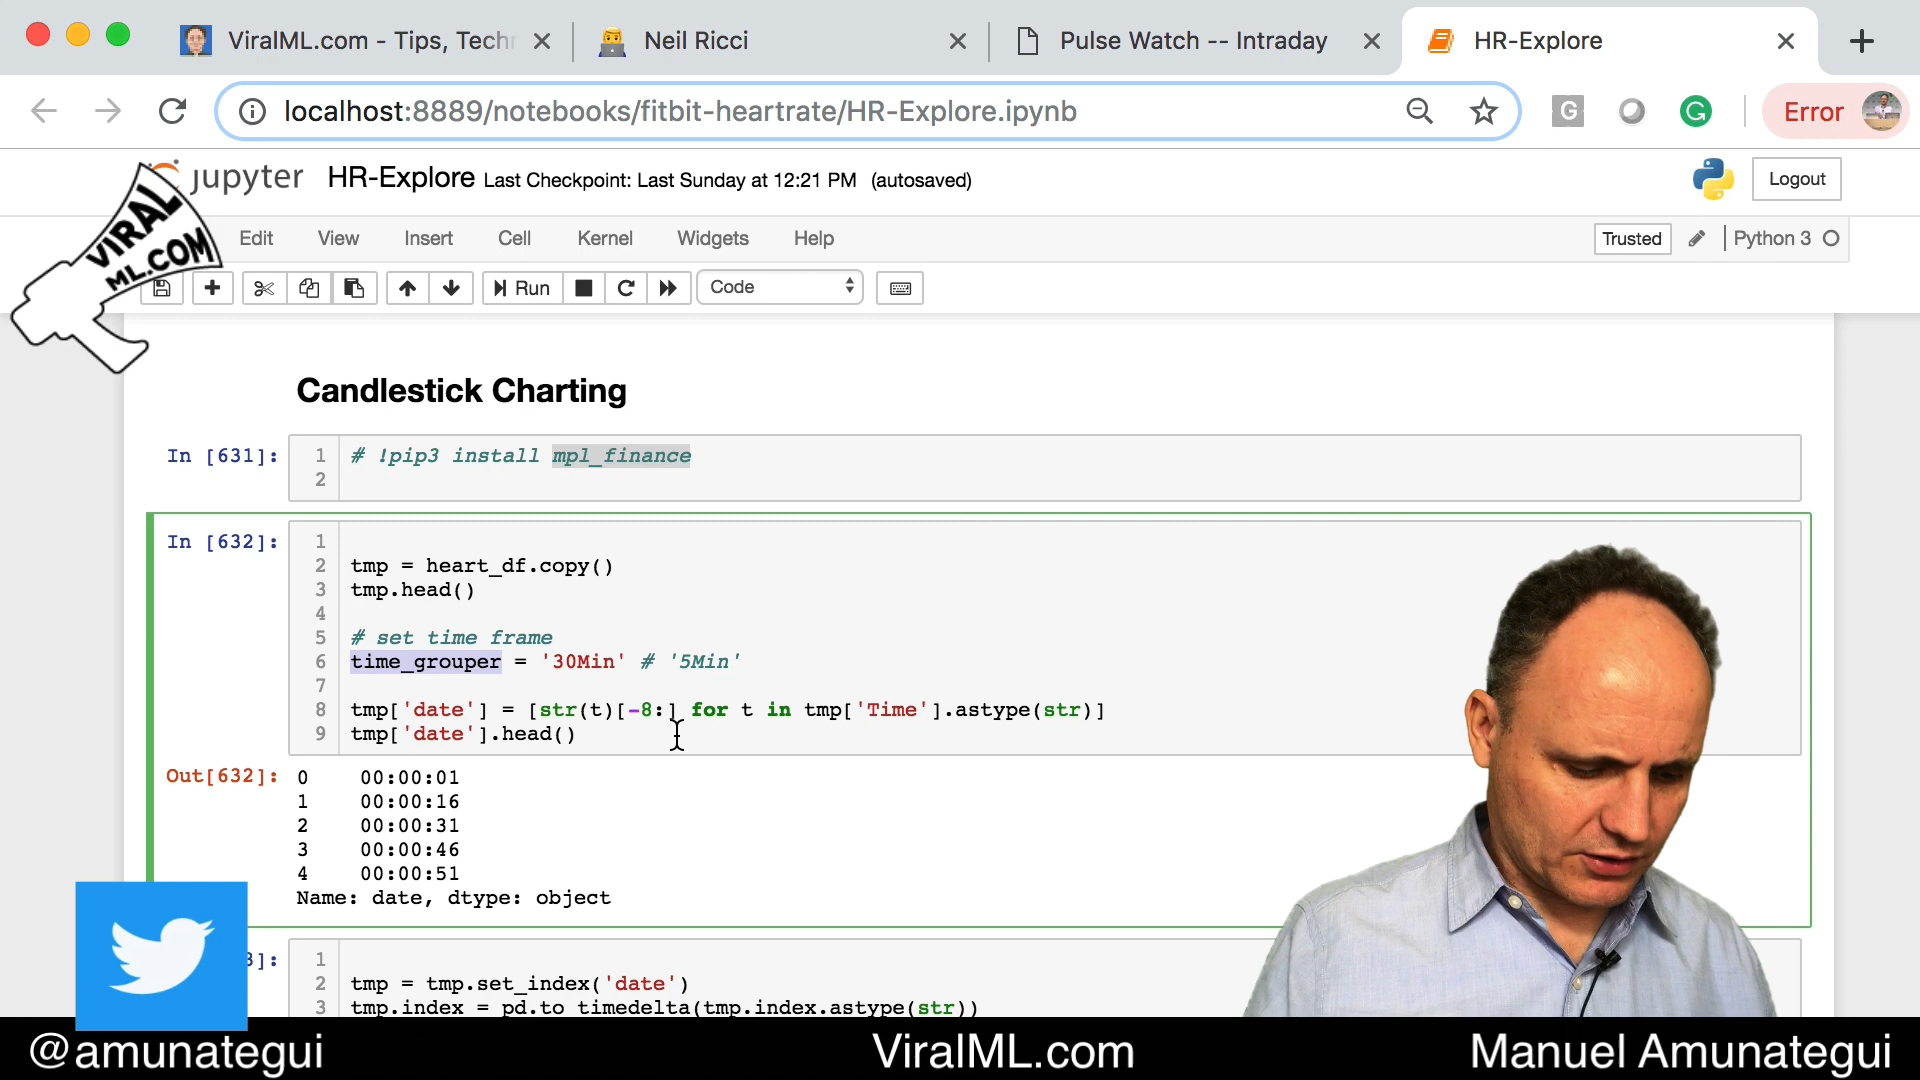 ViralML.com - Tips, Techn
Neil Ricci
Pulse Watch -- Intraday
HR-Explore
localhost:8889/notebooks/fitbit-heartrate/HR-Explore.ipynb
G
G
Error
jupyter HR-Explore Last Checkpoint: Last Sunday at 12:21 PM (autosaved)
Logout
VIRAL
ML.COM
Edit View Insert Cell Kernel Widgets Help
Trusted
Python 3
Run
Code
Candlestick Charting
In [631]:
1 # !pip3 install mpl_finance
2
In [632]:
1
2 tmp = heart_df.copy()
3 tmp.head()
4
5 # set time frame
6 time_grouper = '30Min' # '5Min'
7
8 tmp['date'] = [str(t)[-8:] for t in tmp['Time'].astype(str)]
9 tmp['date'].head()
Out[632]:
0 00:00:01
1 00:00:16
2 00:00:31
3 00:00:46
4 00:00:51
Name: date, dtype: object
3]:
1
2 tmp = tmp.set_index('date')
3 tmp.index = pd.to_timedelta(tmp.index.astype(str))
@amunategui
ViralML.com
Manuel Amunategui